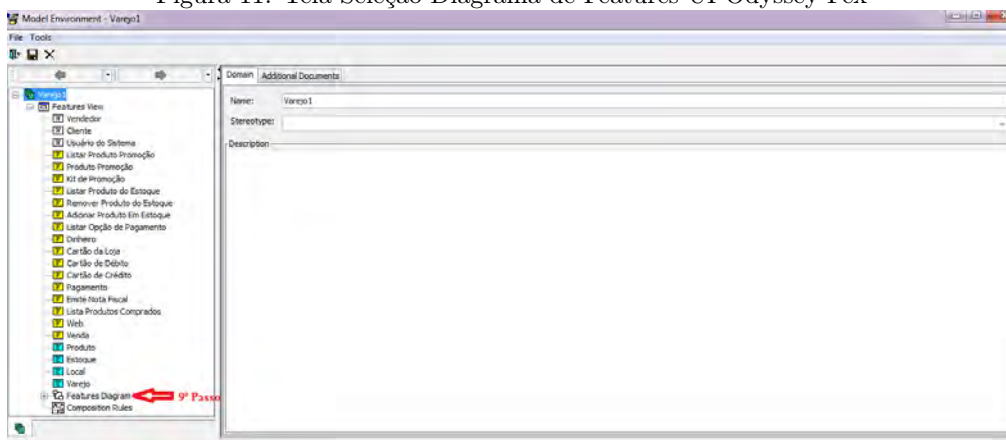 Figura 11: Tela Seleção Diagrama de Features UI Odyssey Fex
Model Environment - Varejo1
File Tools
Domain Additional Documents
Varejo1
Features View
Vendedor
Cliente
Usuário do Sistema
Listar Produto Promoção
Produto Promoção
Kit de Promoção
Listar Produto do Estoque
Remover Produto do Estoque
Adionar Produto Em Estoque
Listar Opção de Pagamento
Dinheiro
Cartão da Loja
Cartão de Débito
Cartão de Crédito
Pagamento
Emite Nota Fiscal
Lista Produtos Comprados
Web
Venda
Produto
Estoque
Local
Varejo
Features Diagram 9º Passo
Composition Rules
Name: Varejo1
Stereotype:
Description